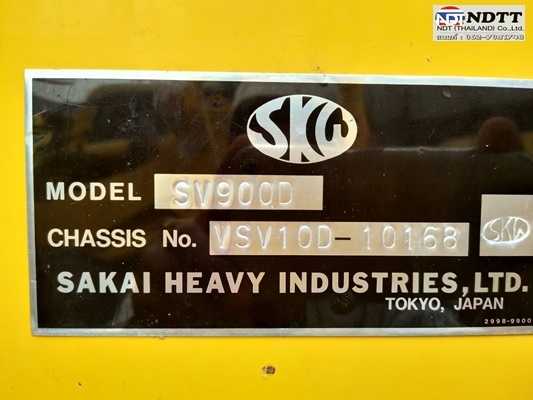 NDT NDTT
NDT (THAILAND) Co.,Ltd.
SKW
MODEL SV900D
CHASSIS No. VSV10D-10168 SKW
SAKAI HEAVY INDUSTRIES,LTD.
TOKYO, JAPAN
2998-9900